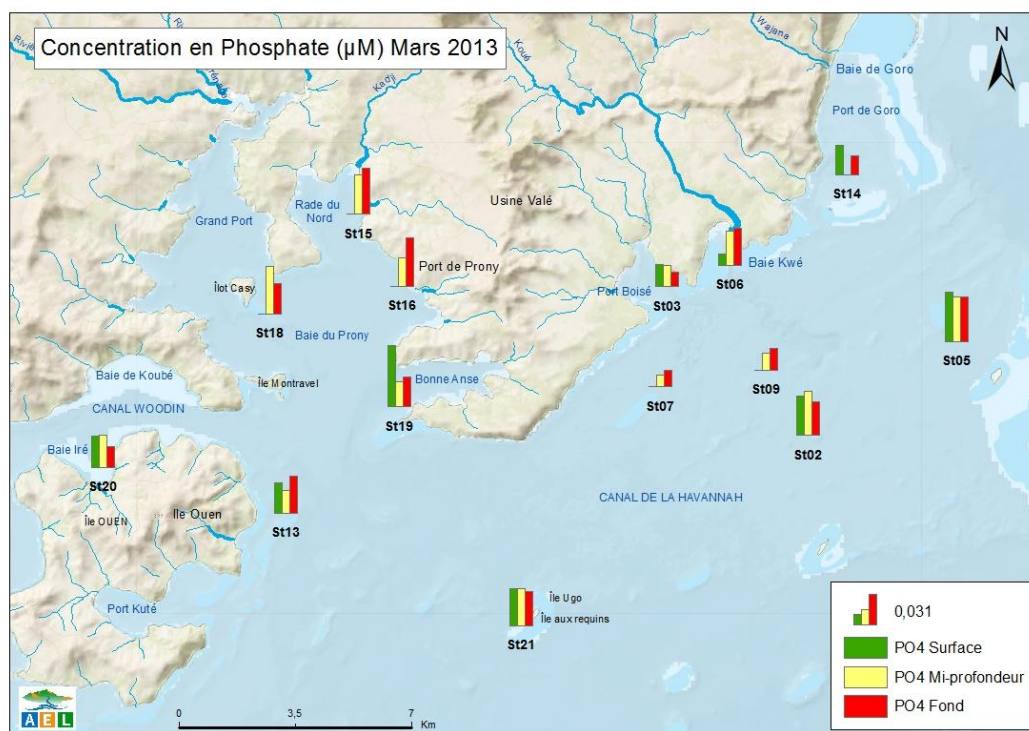 Concentration en Phosphate (µM) Mars 2013
N
Kadji
Koué
Wajana
Baie de Goro
Port de Goro
St14
Grand Port
Rade du
Nord
St15
Usine Valé
Port de Prony
St16
Îlot Casy
St18
Baie du Prony
Port Boisé
St03
St06
Baie Kwé
St05
Baie de Koubé
Île Montravel
Bonne Anse
St19
St07
St09
St02
CANAL WOODIN
Baie Iré
St20
Île OUEN
Ile Ouen
St13
CANAL DE LA HAVANNAH
Port Kuté
Île Ugo
Île aux requins
St21
0,031
PO4 Surface
PO4 Mi-profondeur
PO4 Fond
AEL
0 3,5 7
Km